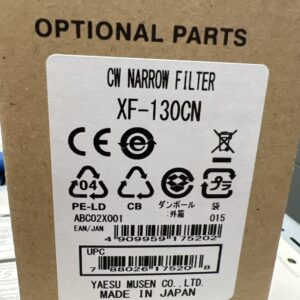 OPTIONAL PARTS
CW NARROW FILTER
XF-130CN
CE e
04 プラ
PE-LD CB ダンボール 袋
外箱
ABC02X001 015
EAN/JAN
4 909959 175202
UPC
7 88026 17520 8
YAESU MUSEN CO.,LTD.
MADE IN JAPAN